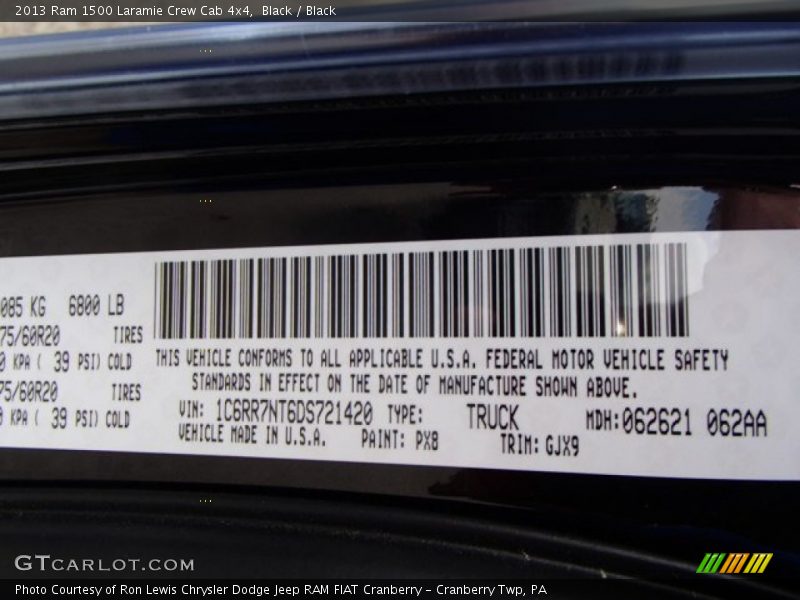 2013 Ram 1500 Laramie Crew Cab 4x4, Black / Black
085 KG 6800 LB
75/60R20 TIRES
0 KPA ( 39 PSI) COLD
75/60R20 TIRES
0 KPA ( 39 PSI) COLD
THIS VEHICLE CONFORMS TO ALL APPLICABLE U.S.A. FEDERAL MOTOR VEHICLE SAFETY
STANDARDS IN EFFECT ON THE DATE OF MANUFACTURE SHOWN ABOVE.
VIN: 1C6RR7NT6DS721420 TYPE: TRUCK MDH:062621 062AA
VEHICLE MADE IN U.S.A. PAINT: PX8 TRIM: GJX9
GTCARLOT.COM
Photo Courtesy of Ron Lewis Chrysler Dodge Jeep RAM FIAT Cranberry – Cranberry Twp, PA